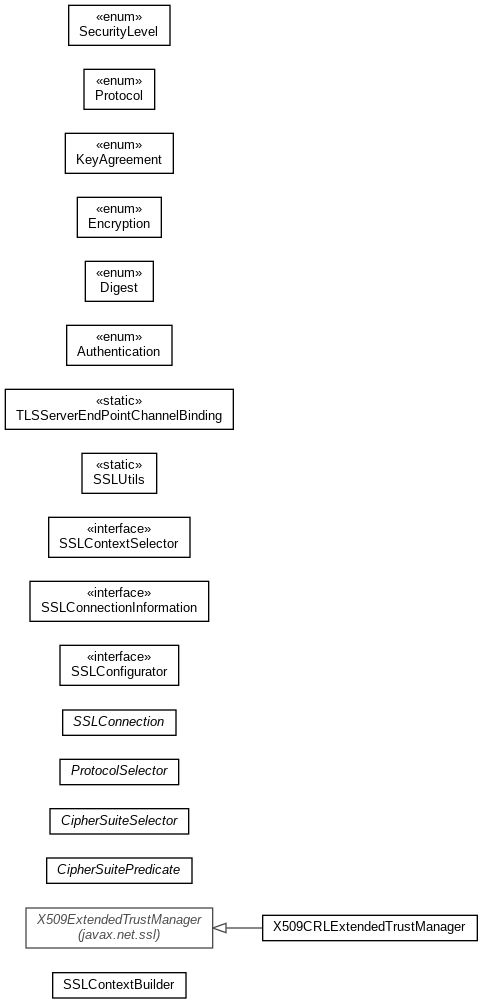 «enum»
SecurityLevel
«enum»
Protocol
«enum»
KeyAgreement
«enum»
Encryption
«enum»
Digest
«enum»
Authentication
«static»
TLSServerEndPointChannelBinding
«static»
SSLUtils
«interface»
SSLContextSelector
«interface»
SSLConnectionInformation
«interface»
SSLConfigurator
SSLConnection
ProtocolSelector
CipherSuiteSelector
CipherSuitePredicate
X509ExtendedTrustManager
(javax.net.ssl)
X509CRLExtendedTrustManager
SSLContextBuilder